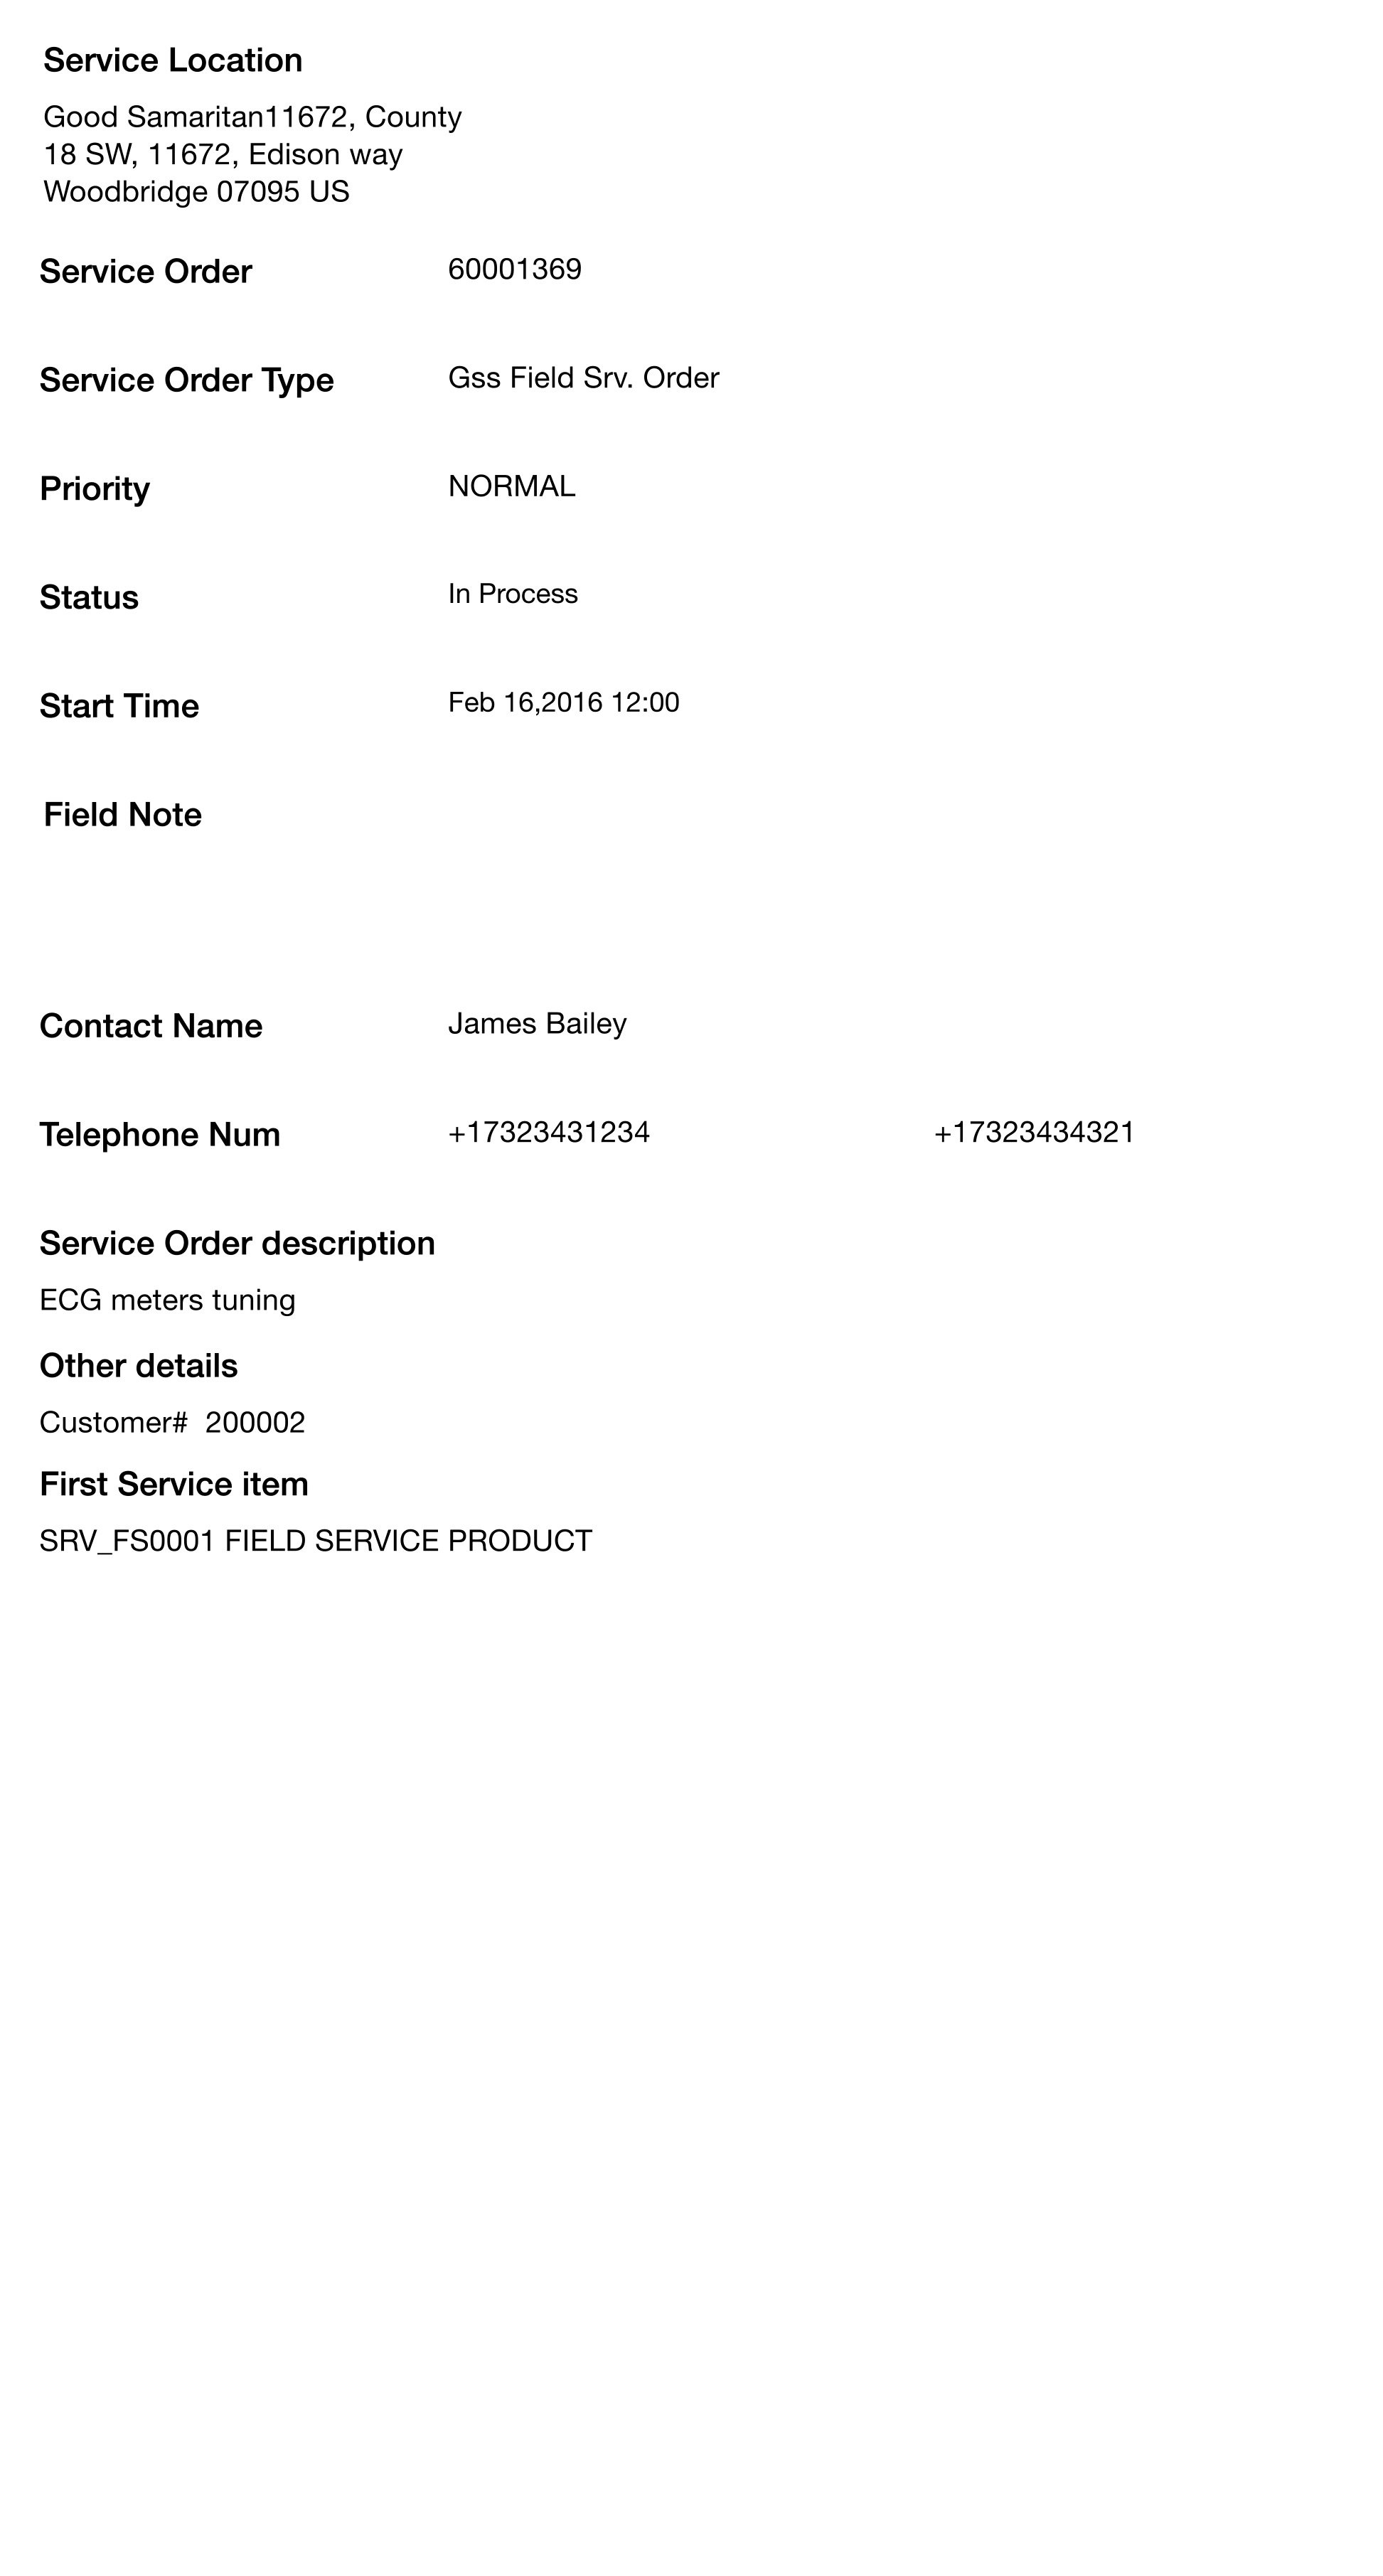 Service Location
Good Samaritan11672, County
18 SW, 11672, Edison way
Woodbridge 07095 US
Service Order 60001369
Service Order Type Gss Field Srv. Order
Priority NORMAL
Status In Process
Start Time Feb 16,2016 12:00
Field Note
Contact Name James Bailey
Telephone Num +17323431234 +17323434321
Service Order description
ECG meters tuning
Other details
Customer# 200002
First Service item
SRV_FS0001 FIELD SERVICE PRODUCT